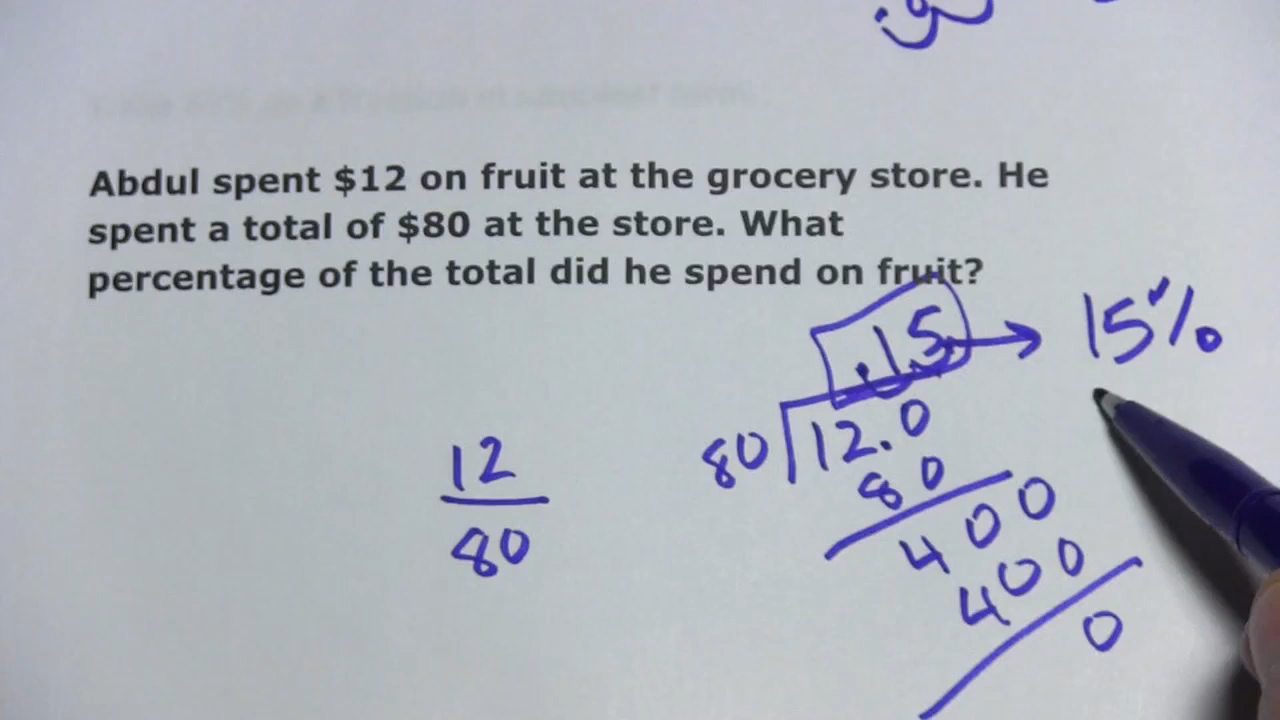 Abdul spent $12 on fruit at the grocery store. He
spent a total of $80 at the store. What
percentage of the total did he spend on fruit?
.15 → 15%
80 12.0
80
400
400
0
12
80